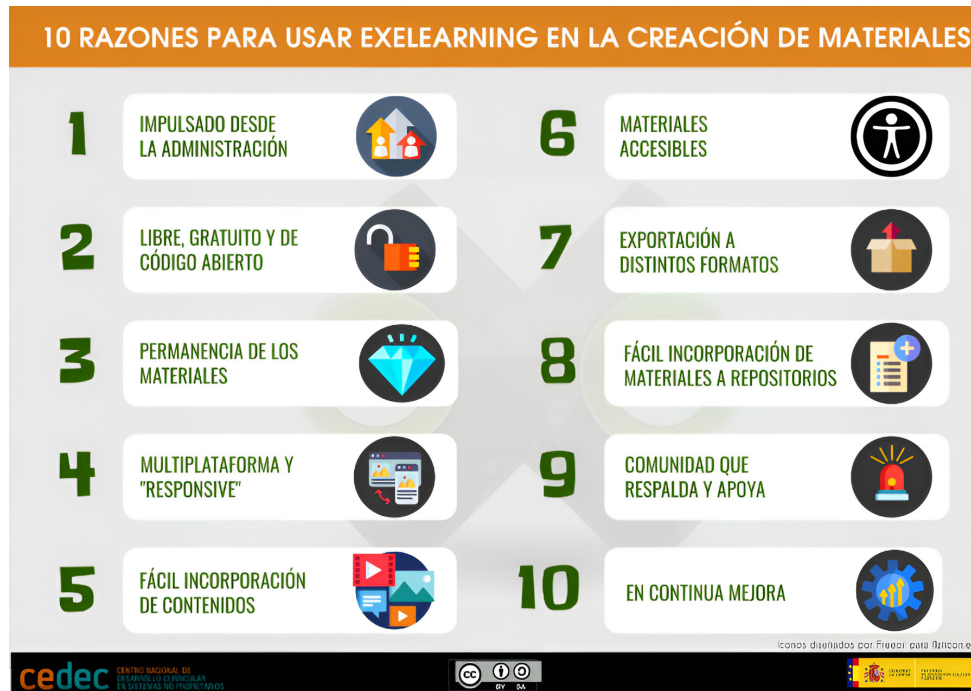 10 RAZONES PARA USAR EXELEARNING EN LA CREACIÓN DE MATERIALES
1
IMPULSADO DESDE
LA ADMINISTRACIÓN
2
LIBRE, GRATUITO Y DE
CÓDIGO ABIERTO
3
PERMANENCIA DE LOS
MATERIALES
4
MULTIPLATAFORMA Y
"RESPONSIVE"
5
FÁCIL INCORPORACIÓN
DE CONTENIDOS
6
MATERIALES
ACCESIBLES
7
EXPORTACIÓN A
DISTINTOS FORMATOS
8
FÁCIL INCORPORACIÓN DE
MATERIALES A REPOSITORIOS
9
COMUNIDAD QUE
RESPALDA Y APOYA
10
EN CONTINUA MEJORA
Iconos diseñados por Freepik para flaticon.e
cedec
CENTRO NACIONAL DE
DESARROLLO CURRICULAR
EN SISTEMAS NO PROPIETARIOS
cc
BY SA